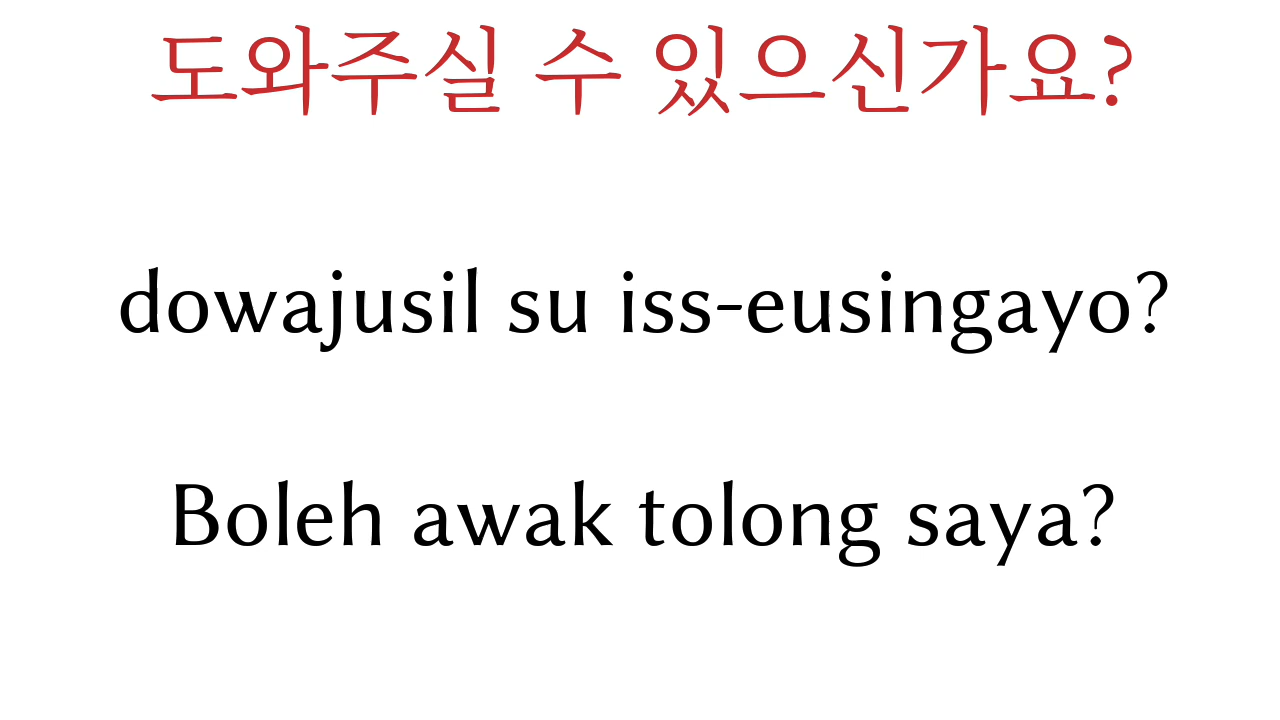 도와주실 수 있으신가요?
dowajusil su iss-eusingayo?
Boleh awak tolong saya?